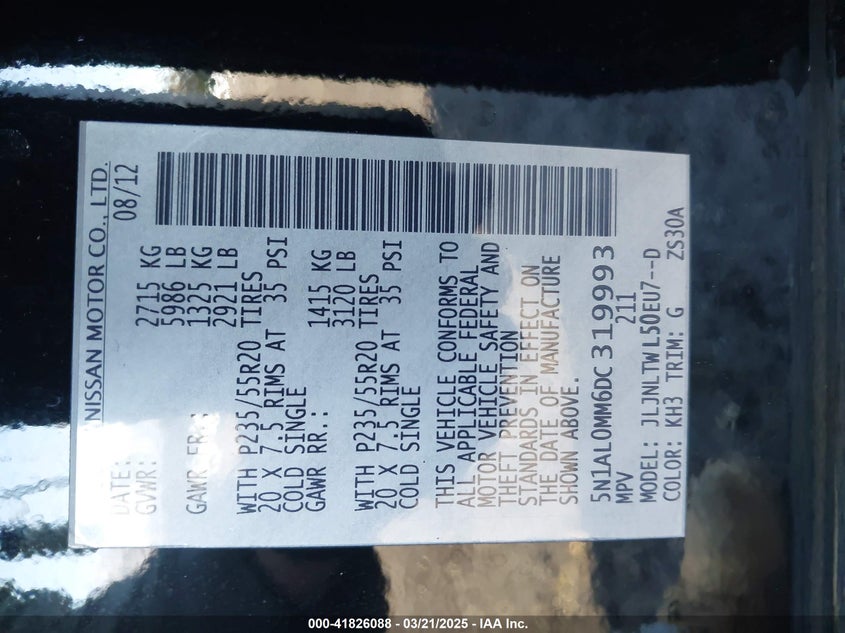 NISSAN MOTOR CO., LTD.
DATE: 08/12
GVWR: 2715 KG
5986 LB
GAWR FR.: 1325 KG
2921 LB
WITH P235/55R20 TIRES
20 X 7.5 RIMS AT 35 PSI
COLD SINGLE
GAWR RR.: 1415 KG
3120 LB
WITH P235/55R20 TIRES
20 X 7.5 RIMS AT 35 PSI
COLD SINGLE
THIS VEHICLE CONFORMS TO
ALL APPLICABLE FEDERAL
MOTOR VEHICLE SAFETY AND
THEFT PREVENTION
STANDARDS IN EFFECT ON
THE DATE OF MANUFACTURE
SHOWN ABOVE.
5N1AL0MM6DC319993
MPV 211
MODEL: JLJNLTWL50EU7--D
COLOR: KH3 TRIM: G ZS30A
000-41826088 - 03/21/2025 - IAA Inc.